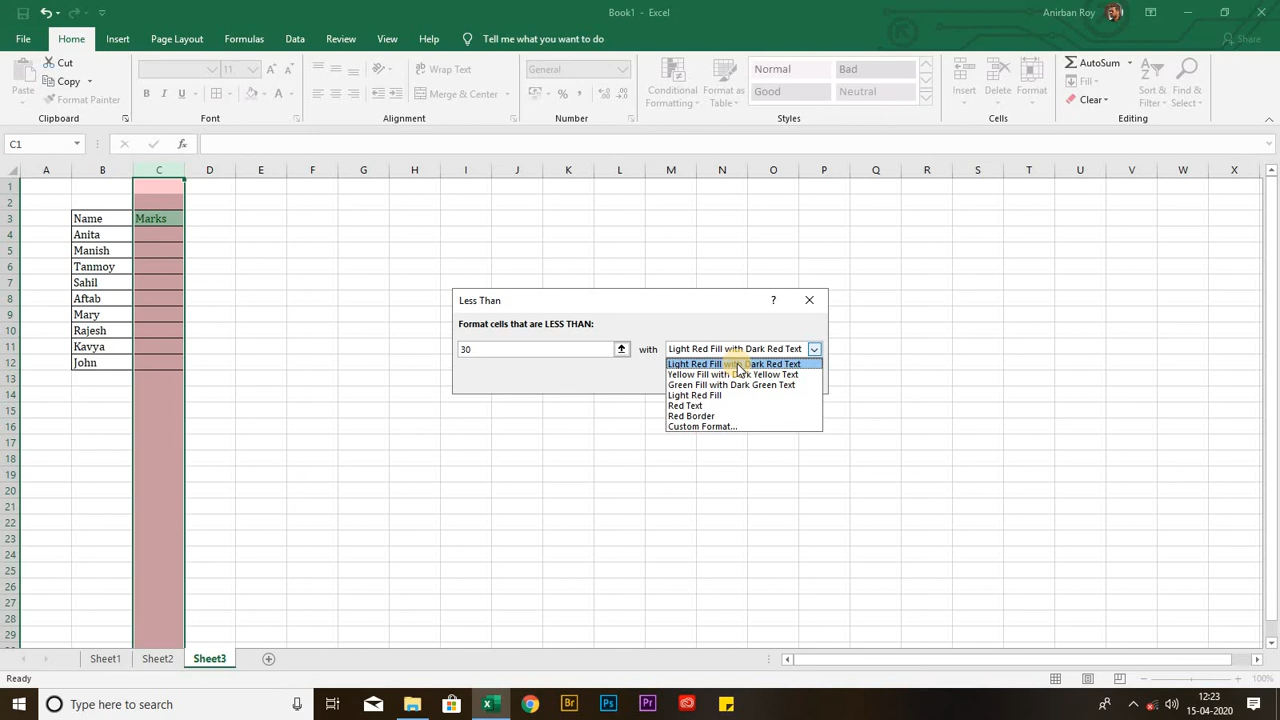 Book1 - Excel
Anirban Roy
File Home Insert Page Layout Formulas Data Review View Help Tell me what you want to do Share
Cut
Copy
Format Painter
Paste
Clipboard
11
B I U
Font
Wrap Text
Merge & Center
Alignment
General
%
Number
Conditional
Formatting
Format as
Table
Normal Bad
Good Neutral
Styles
Insert Delete Format
Cells
AutoSum
Fill
Clear
Sort &
Filter
Find &
Select
Editing
C1
fx
A B C D E F G H I J K L M N O P Q R S T U V W X
1
2
3 Name Marks
4 Anita
5 Manish
6 Tanmoy
7 Sahil
8 Aftab
9 Mary
10 Rajesh
11 Kavya
12 John
13
14
15
16
17
18
19
20
21
22
23
24
25
26
27
28
29
Less Than
?
Format cells that are LESS THAN:
30 with Light Red Fill with Dark Red Text
Light Red Fill with Dark Red Text
Yellow Fill with Dark Yellow Text
Green Fill with Dark Green Text
Light Red Fill
Red Text
Red Border
Custom Format...
Sheet1 Sheet2 Sheet3
Ready
100%
Type here to search
Br Ps Pr
12:23
15-04-2020